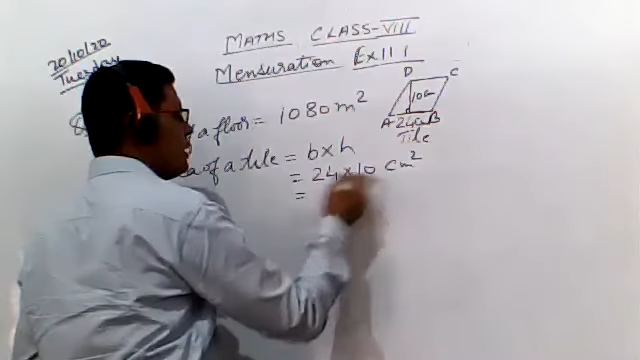 20/10/20
Tuesday
MATHS CLASS-VIII
Mensuration Ex 11.1
a floor = 1080 m²
of a tile = b×h
= 24×10 cm²
=
D C
10cm
A 24cm B
Tile